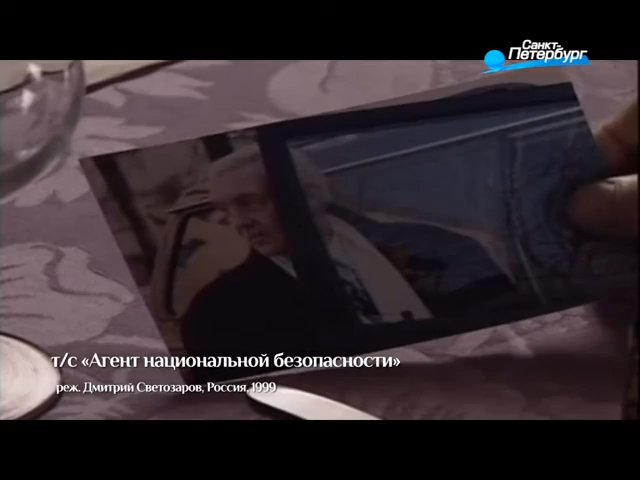 Санкт-
Петербург
т/с «Агент национальной безопасности»
реж. Дмитрий Светозаров, Россия, 1999